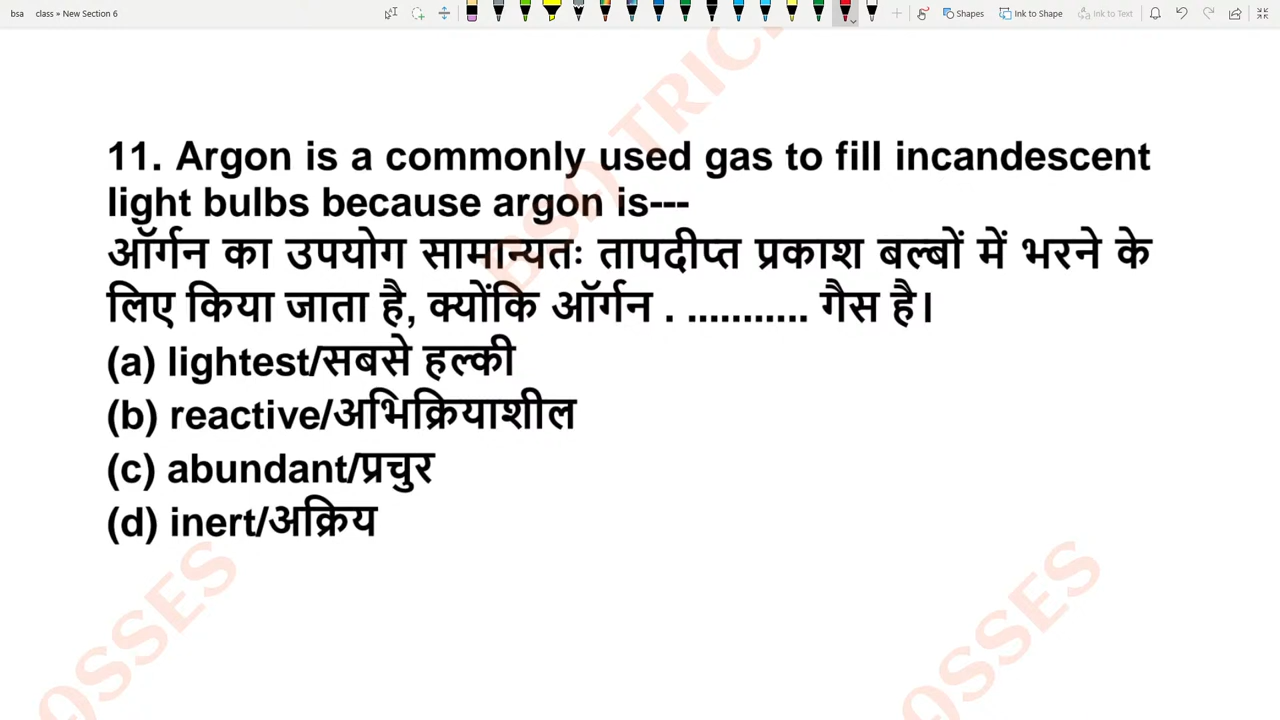 bsa class » New Section 6 Shapes Ink to Shape Ink to Text
11. Argon is a commonly used gas to fill incandescent
light bulbs because argon is---
ऑर्गन का उपयोग सामान्यतः तापदीप्त प्रकाश बल्बों में भरने के
लिए किया जाता है, क्योंकि ऑर्गन . ........... गैस है।
(a) lightest/सबसे हल्की
(b) reactive/अभिक्रियाशील
(c) abundant/प्रचुर
(d) inert/अक्रिय